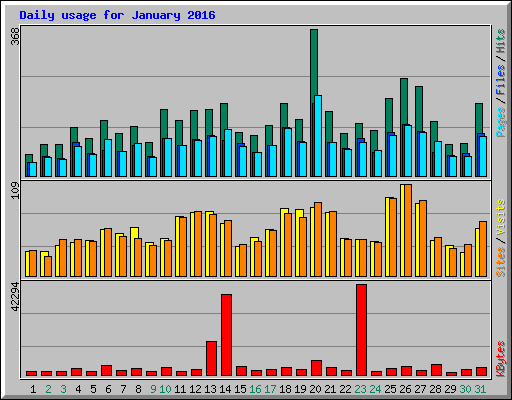 Daily usage for January 2016
368
Pages / Files / Hits
109
Sites / Visits
42294
KBytes
1 2 3 4 5 6 7 8 9 10 11 12 13 14 15 16 17 18 19 20 21 22 23 24 25 26 27 28 29 30 31